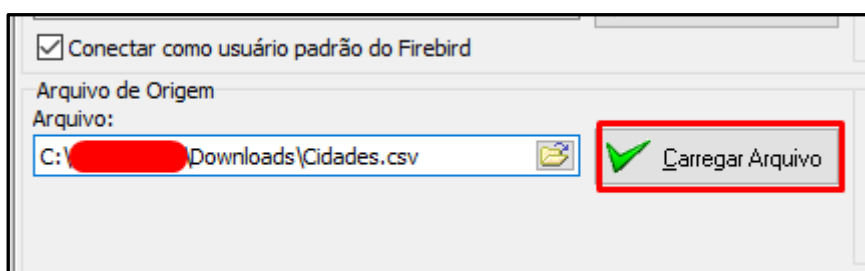 Conectar como usuário padrão do Firebird
Arquivo de Origem
Arquivo:
C:\ \Downloads\Cidades.csv
Carregar Arquivo